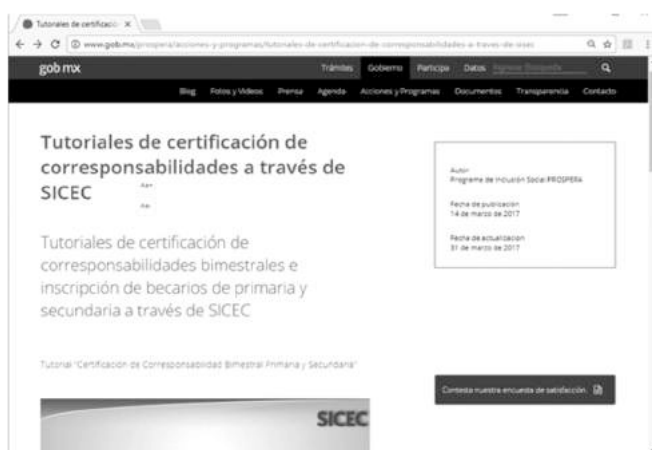 Tutoriales de certificació
www.gob.mx/prospera/acciones-y-programas/tutoriales-de-certificacion-de-corresponsabilidades-a-traves-de-sicec
gob mx
Trámites Gobierno Participa Datos
Blog Fotos y Videos Prensa Agenda Acciones y Programas Documentos Transparencia Contacto
Tutoriales de certificación de
corresponsabilidades a través de
SICEC
Aa+
Aa-
Tutoriales de certificación de
corresponsabilidades bimestrales e
inscripción de becarios de primaria y
secundaria a través de SICEC
Tutorial "Certificación de Corresponsabilidad Bimestral Primaria y Secundaria"
SICEC
Autor
Programa de Inclusión Social PROSPERA
Fecha de publicación
14 de marzo de 2017
Fecha de actualización
31 de marzo de 2017
Contesta nuestra encuesta de satisfacción.